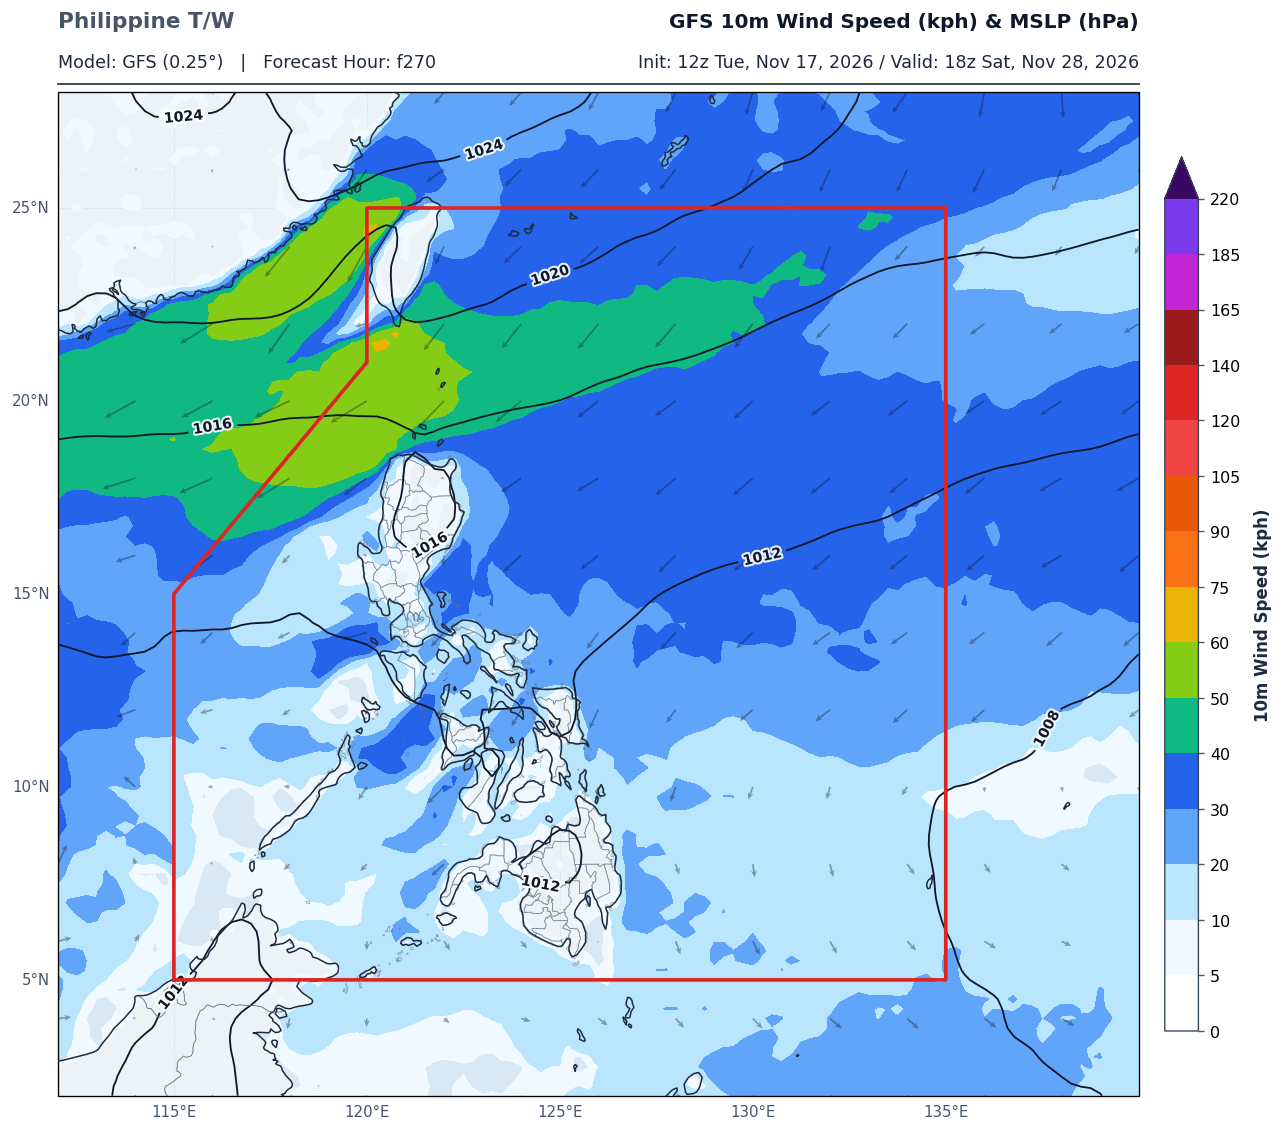 Philippine T/W
GFS 10m Wind Speed (kph) & MSLP (hPa)
Model: GFS (0.25°) | Forecast Hour: f270
Init: 12z Tue, Nov 17, 2026 / Valid: 18z Sat, Nov 28, 2026
1024
1024
1020
1016
1016
1012
1008
1012
1012
25°N
20°N
15°N
10°N
5°N
115°E
120°E
125°E
130°E
135°E
220
185
165
140
120
105
90
75
60
50
40
30
20
10
5
0
10m Wind Speed (kph)